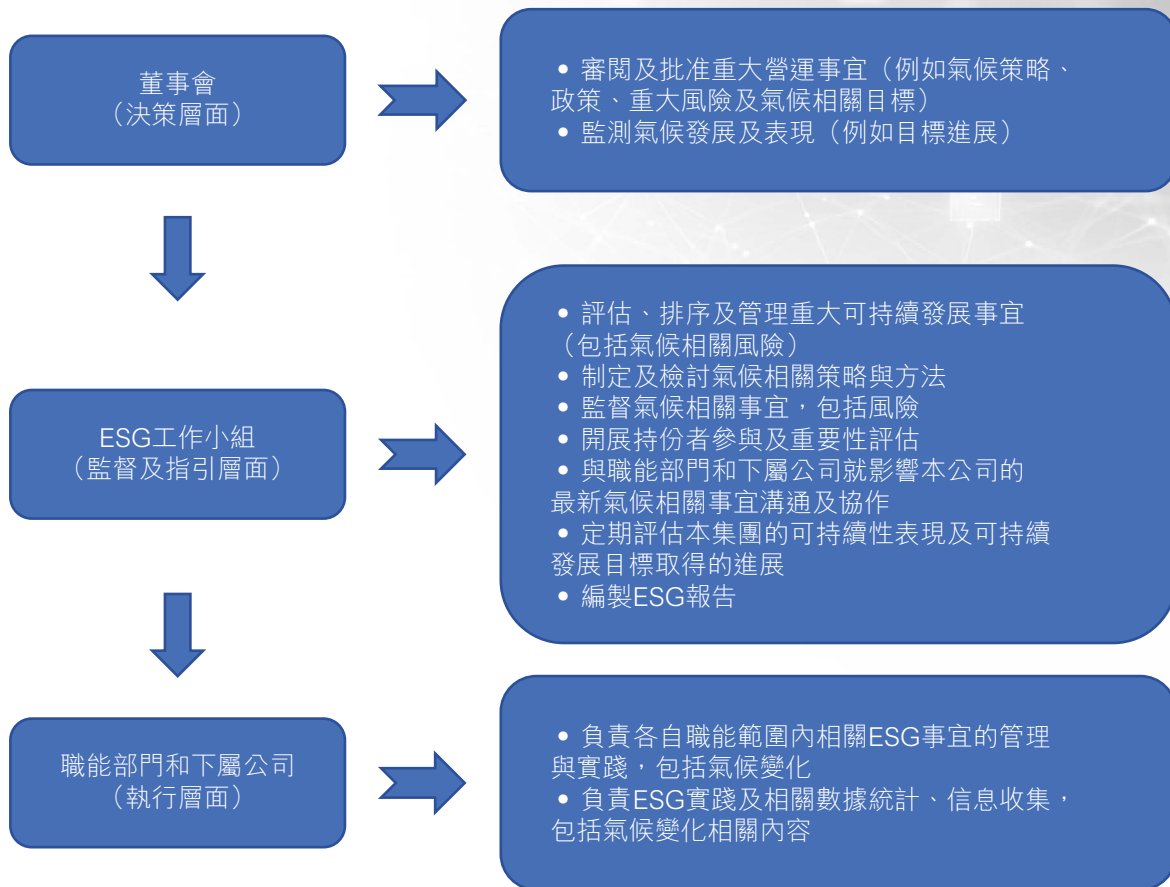 董事會
（決策層面）
• 審閱及批准重大營運事宜（例如氣候策略、
政策、重大風險及氣候相關目標）
• 監測氣候發展及表現（例如目標進展）
ESG工作小組
（監督及指引層面）
• 評估、排序及管理重大可持續發展事宜
（包括氣候相關風險）
• 制定及檢討氣候相關策略與方法
• 監督氣候相關事宜，包括風險
• 開展持份者參與及重要性評估
• 與職能部門和下屬公司就影響本公司的
最新氣候相關事宜溝通及協作
• 定期評估本集團的可持續性表現及可持續
發展目標取得的進展
• 編製ESG報告
職能部門和下屬公司
（執行層面）
• 負責各自職能範圍內相關ESG事宜的管理
與實踐，包括氣候變化
• 負責ESG實踐及相關數據統計、信息收集，
包括氣候變化相關內容